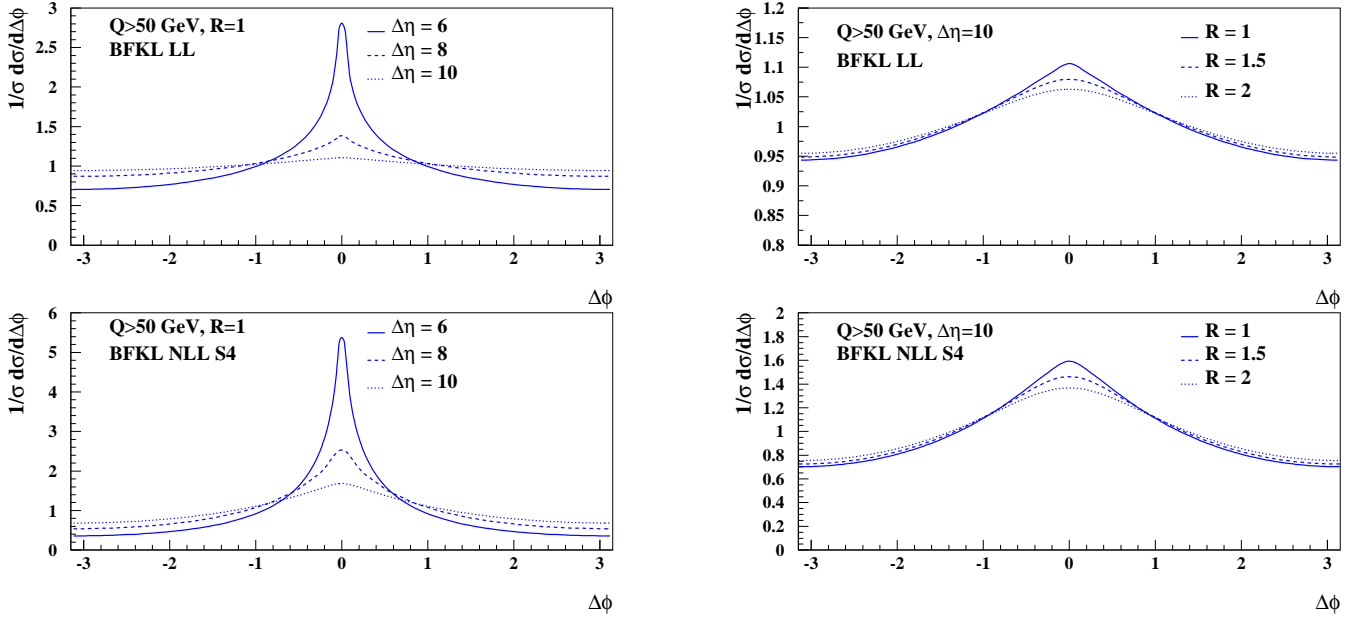 1/σ dσ/dΔϕ
Q>50 GeV, R=1
BFKL LL
Δη = 6
Δη = 8
Δη = 10
3
2.5
2
1.5
1
0.5
0
-3 -2 -1 0 1 2 3
Δϕ
1/σ dσ/dΔϕ
Q>50 GeV, Δη=10
BFKL LL
R = 1
R = 1.5
R = 2
1.2
1.15
1.1
1.05
1
0.95
0.9
0.85
0.8
-3 -2 -1 0 1 2 3
Δϕ
1/σ dσ/dΔϕ
Q>50 GeV, R=1
BFKL NLL S4
Δη = 6
Δη = 8
Δη = 10
6
5
4
3
2
1
0
-3 -2 -1 0 1 2 3
Δϕ
1/σ dσ/dΔϕ
Q>50 GeV, Δη=10
BFKL NLL S4
R = 1
R = 1.5
R = 2
2
1.8
1.6
1.4
1.2
1
0.8
0.6
0.4
0.2
0
-3 -2 -1 0 1 2 3
Δϕ